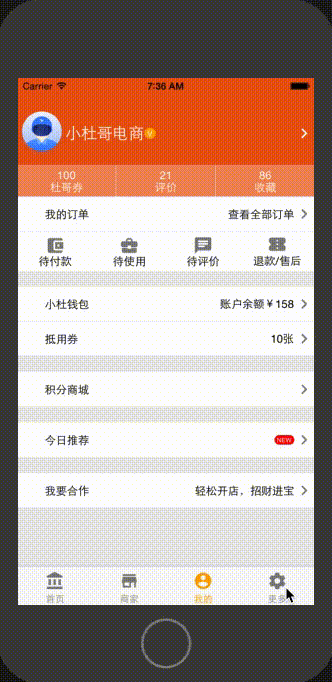 Carrier 7:36 AM
小杜哥电商 V
100 21 86
杜哥券 评价 收藏
我的订单 查看全部订单
待付款 待使用 待评价 退款/售后
小杜钱包 账户余额￥158
抵用券 10张
积分商城
今日推荐 NEW
我要合作 轻松开店，招财进宝
首页 商家 我的 更多